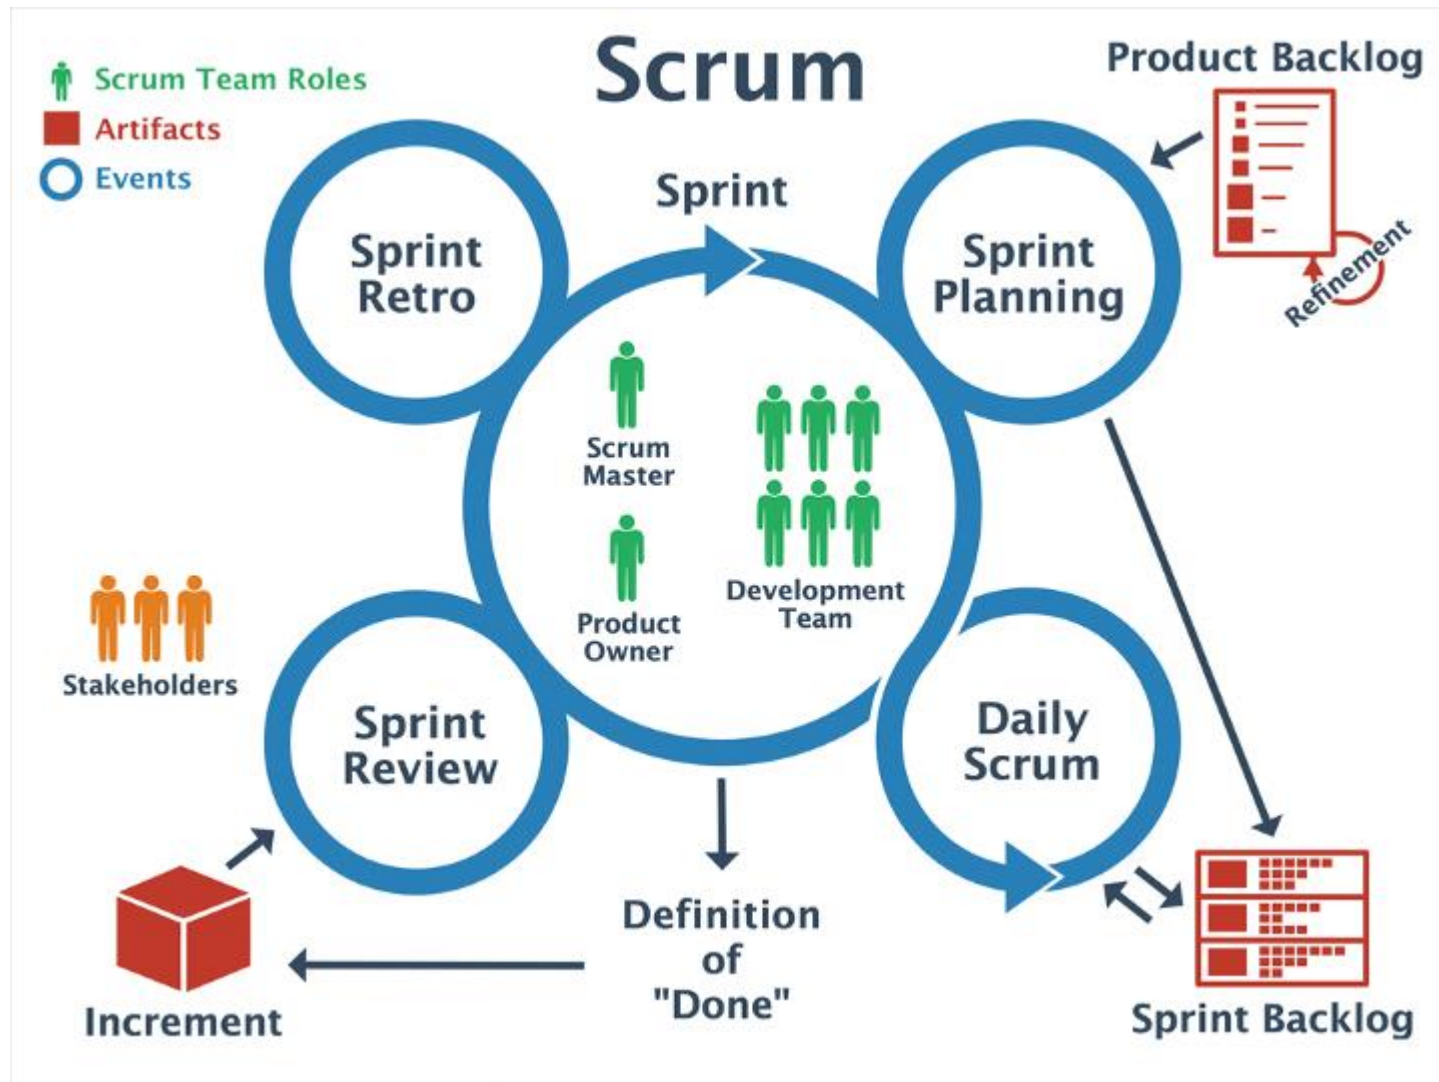 Scrum
Scrum Team Roles
Artifacts
Events
Product Backlog
Refinement
Sprint
Sprint
Retro
Sprint
Planning
Scrum
Master
Product
Owner
Development
Team
Stakeholders
Sprint
Review
Daily
Scrum
Definition
of
"Done"
Increment
Sprint Backlog